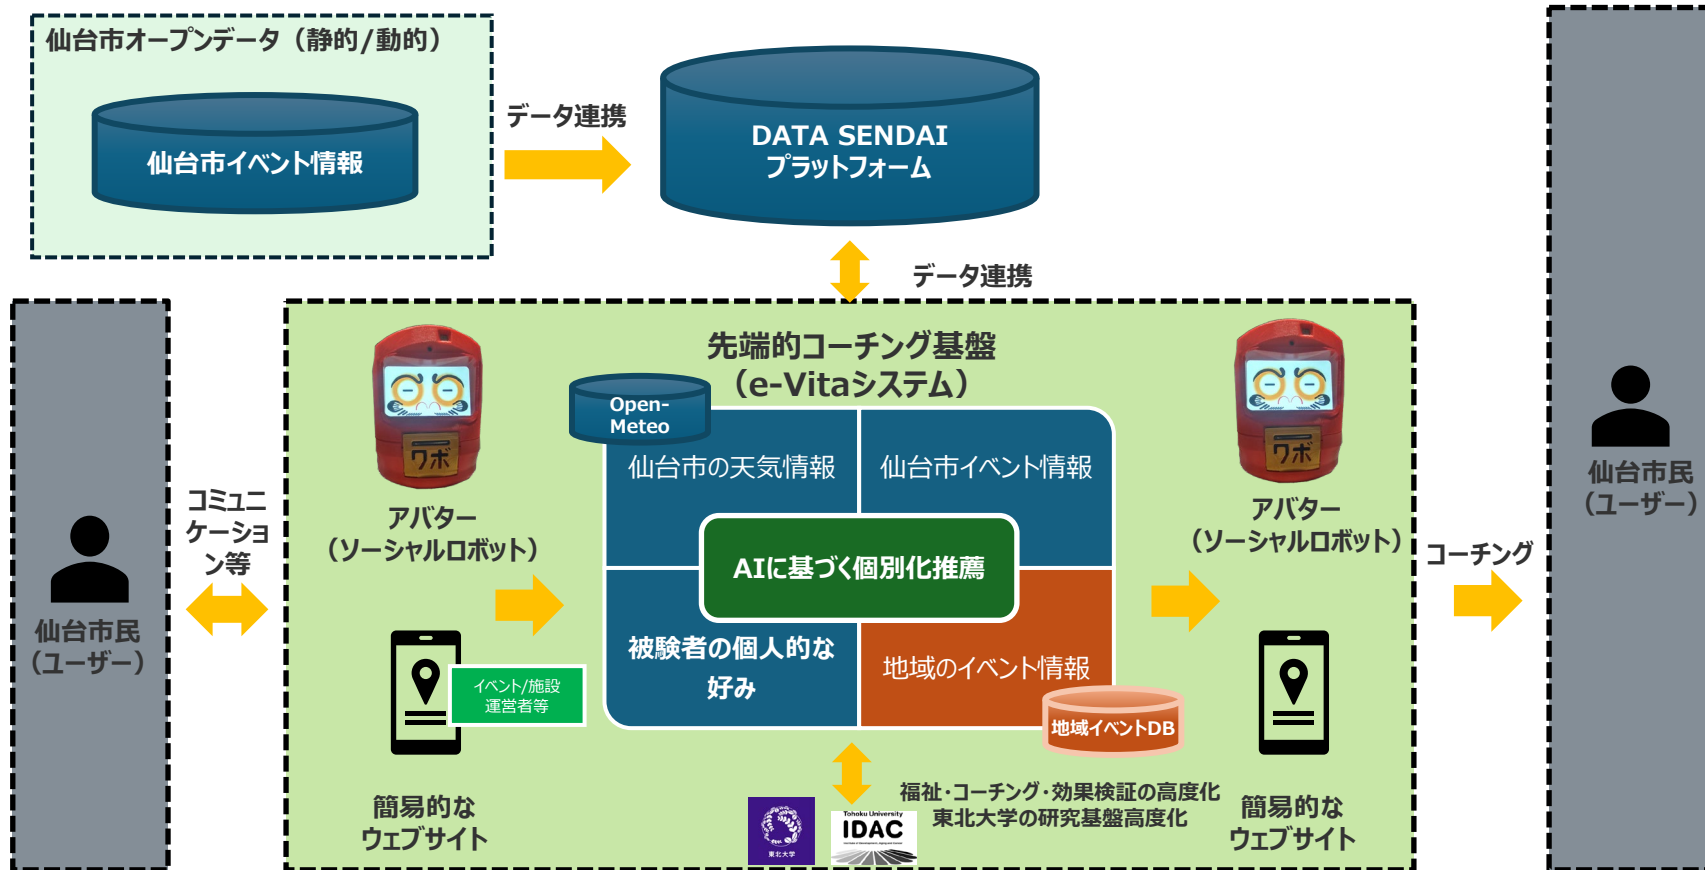 仙台市オープンデータ（静的/動的）
仙台市イベント情報
データ連携
DATA SENDAI
プラットフォーム
データ連携
先端的コーチング基盤
（e-Vitaシステム）
Open-
Meteo
仙台市の天気情報
仙台市イベント情報
AIに基づく個別化推薦
被験者の個人的な
好み
地域のイベント情報
地域イベントDB
ワボ
アバター
（ソーシャルロボット）
イベント/施設
運営者等
簡易的な
ウェブサイト
コミュニ
ケーショ
ン等
仙台市民
（ユーザー）
ワボ
アバター
（ソーシャルロボット）
簡易的な
ウェブサイト
コーチング
仙台市民
（ユーザー）
福祉・コーチング・効果検証の高度化
東北大学の研究基盤高度化
東北大学
Tohoku University
IDAC